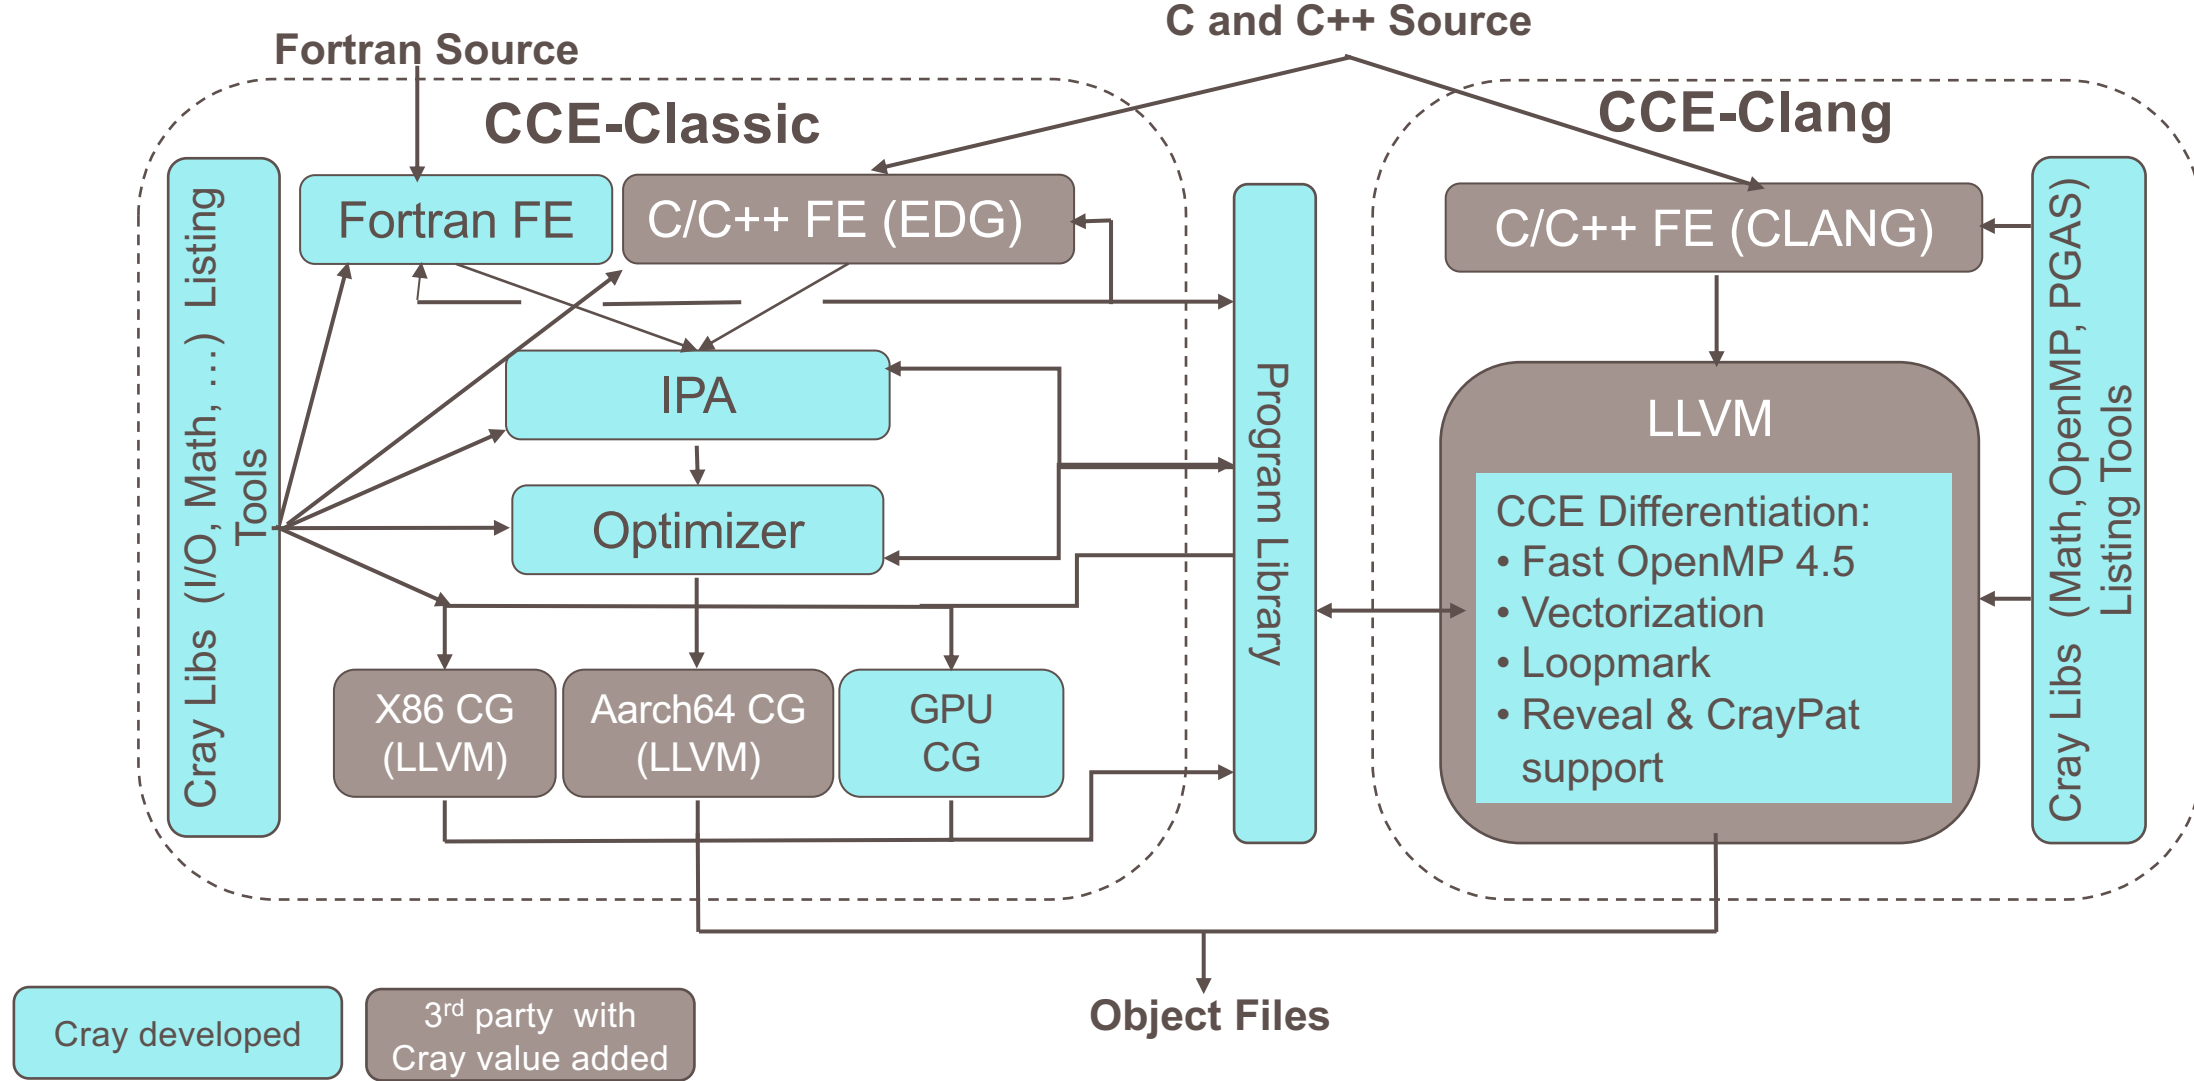 C and C++ Source
Fortran Source
CCE-Classic
CCE-Clang
Cray Libs (I/O, Math, …) Listing
Tools
Fortran FE
C/C++ FE (EDG)
IPA
Optimizer
X86 CG
(LLVM)
Aarch64 CG
(LLVM)
GPU
CG
Program Library
C/C++ FE (CLANG)
LLVM
CCE Differentiation:
• Fast OpenMP 4.5
• Vectorization
• Loopmark
• Reveal & CrayPat
support
Cray Libs (Math,OpenMP, PGAS)
Listing Tools
Object Files
Cray developed
3rd party with
Cray value added